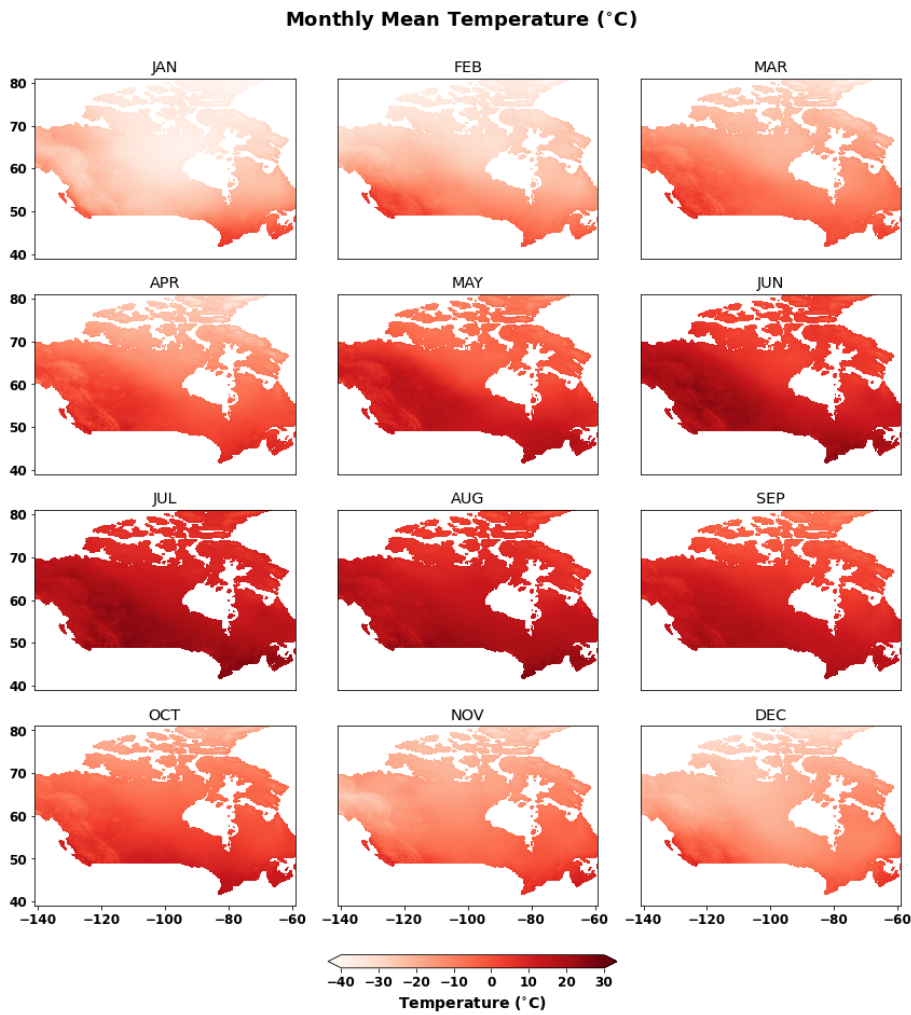 Monthly Mean Temperature (°C)
JAN FEB MAR
80
70
60
50
40
APR MAY JUN
80
70
60
50
40
JUL AUG SEP
80
70
60
50
40
OCT NOV DEC
80
70
60
50
40
−140 −120 −100 −80 −60 −140 −120 −100 −80 −60 −140 −120 −100 −80 −60
−40 −30 −20 −10 0 10 20 30
Temperature (°C)